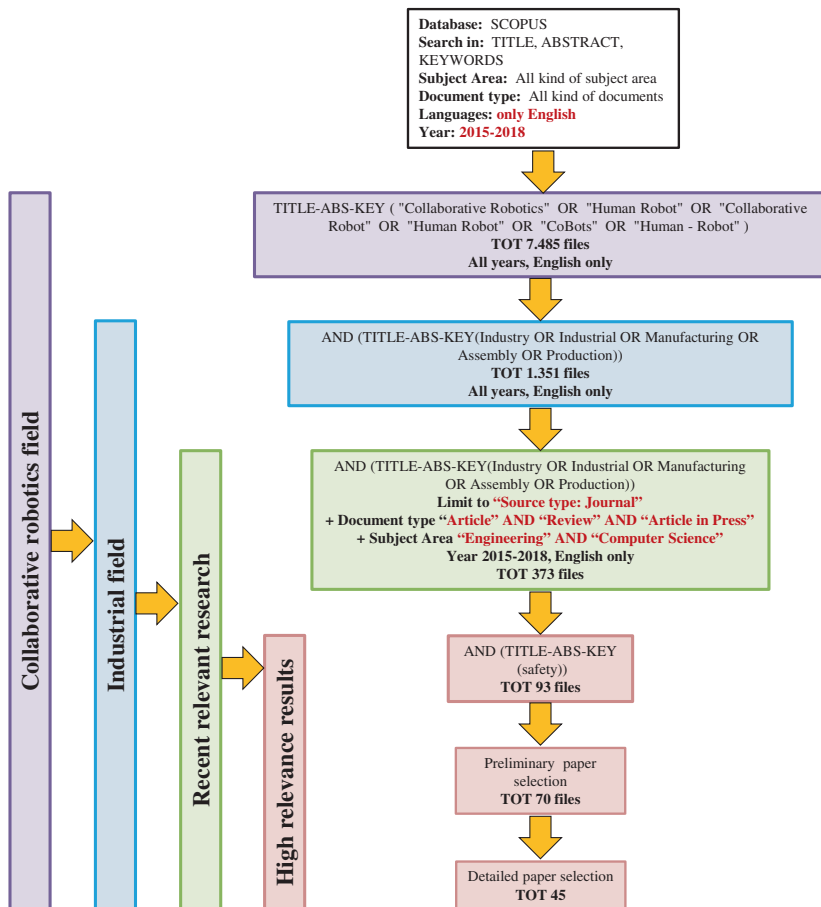 Database: SCOPUS
Search in: TITLE, ABSTRACT,
KEYWORDS
Subject Area: All kind of subject area
Document type: All kind of documents
Languages: only English
Year: 2015-2018
TITLE-ABS-KEY ( "Collaborative Robotics" OR "Human Robot" OR "Collaborative
Robot" OR "Human Robot" OR "CoBots" OR "Human - Robot" )
TOT 7.485 files
All years, English only
AND (TITLE-ABS-KEY(Industry OR Industrial OR Manufacturing OR
Assembly OR Production))
TOT 1.351 files
All years, English only
AND (TITLE-ABS-KEY(Industry OR Industrial OR Manufacturing
OR Assembly OR Production))
Limit to “Source type: Journal”
+ Document type “Article” AND “Review” AND “Article in Press”
+ Subject Area “Engineering” AND “Computer Science”
Year 2015-2018, English only
TOT 373 files
AND (TITLE-ABS-KEY
(safety))
TOT 93 files
Preliminary paper
selection
TOT 70 files
Detailed paper selection
TOT 45
Collaborative robotics field
Industrial field
Recent relevant research
High relevance results